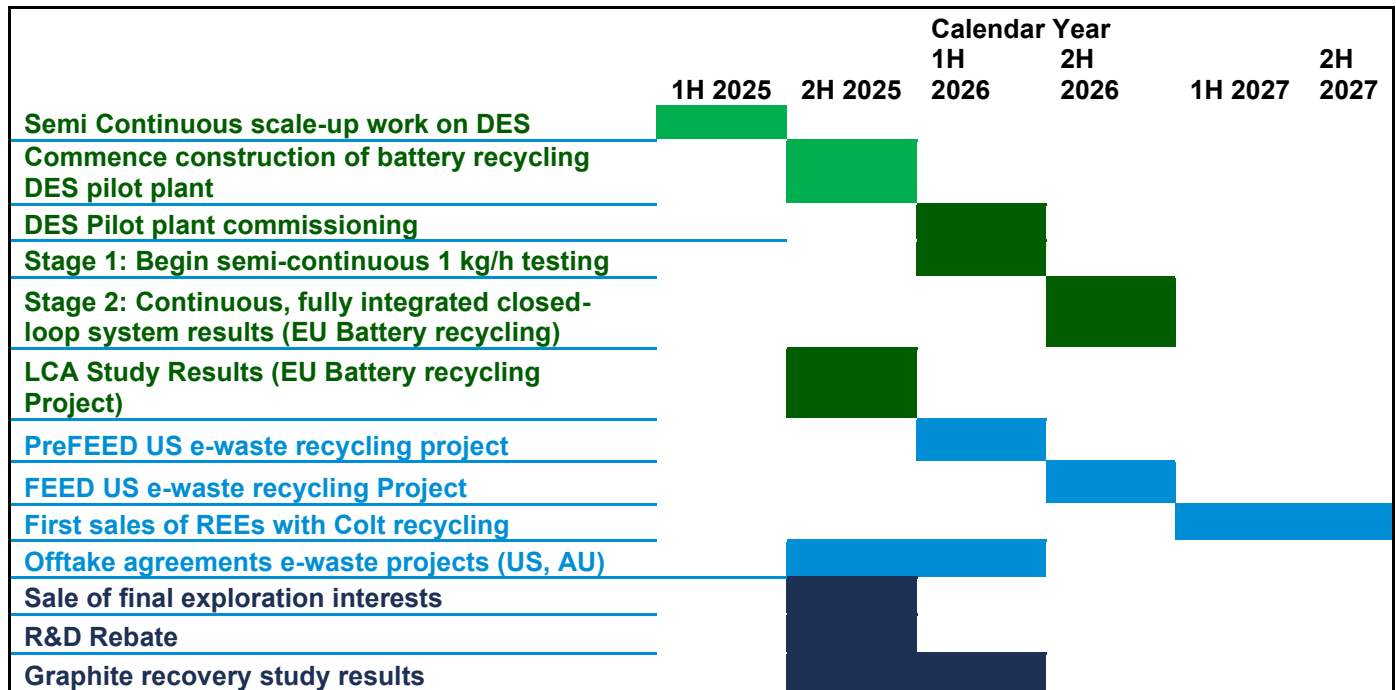 Calendar Year
1H 2025 2H 2025 1H 2026 2H 2026 1H 2027 2H 2027
Semi Continuous scale-up work on DES
Commence construction of battery recycling
DES pilot plant
DES Pilot plant commissioning
Stage 1: Begin semi-continuous 1 kg/h testing
Stage 2: Continuous, fully integrated closed-
loop system results (EU Battery recycling)
LCA Study Results (EU Battery recycling
Project)
PreFEED US e-waste recycling project
FEED US e-waste recycling Project
First sales of REEs with Colt recycling
Offtake agreements e-waste projects (US, AU)
Sale of final exploration interests
R&D Rebate
Graphite recovery study results